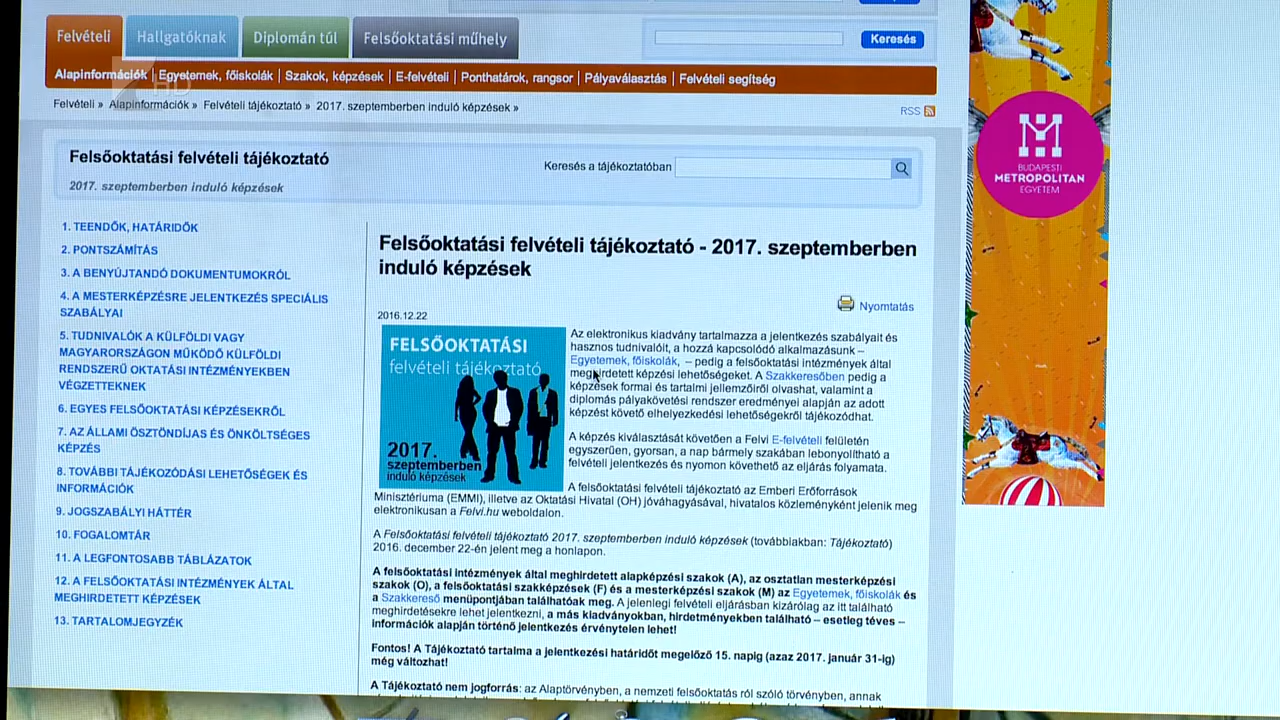 Felvételi
Hallgatóknak
Diplomán túl
Felsőoktatási műhely
Keresés
Alapinformációk | Egyetemek, főiskolák | Szakok, képzések | E-felvételi | Ponthatárok, rangsor | Pályaválasztás | Felvételi segítség
HD
Felvételi » Alapinformációk » Felvételi tájékoztató » 2017. szeptemberben induló képzések »
RSS
Felsőoktatási felvételi tájékoztató
2017. szeptemberben induló képzések
Keresés a tájékoztatóban
BUDAPESTI
METROPOLITAN
EGYETEM
1. TEENDŐK, HATÁRIDŐK
2. PONTSZÁMÍTÁS
3. A BENYÚJTANDÓ DOKUMENTUMOKRÓL
4. A MESTERKÉPZÉSRE JELENTKEZÉS SPECIÁLIS
SZABÁLYAI
5. TUDNIVALÓK A KÜLFÖLDI VAGY
MAGYARORSZÁGON MŰKÖDŐ KÜLFÖLDI
RENDSZERŰ OKTATÁSI INTÉZMÉNYEKBEN
VÉGZETTEKNEK
6. EGYES FELSŐOKTATÁSI KÉPZÉSEKRŐL
7. AZ ÁLLAMI ÖSZTÖNDÍJAS ÉS ÖNKÖLTSÉGES
KÉPZÉS
8. TOVÁBBI TÁJÉKOZÓDÁSI LEHETŐSÉGEK ÉS
INFORMÁCIÓK
9. JOGSZABÁLYI HÁTTÉR
10. FOGALOMTÁR
11. A LEGFONTOSABB TÁBLÁZATOK
12. A FELSŐOKTATÁSI INTÉZMÉNYEK ÁLTAL
MEGHIRDETETT KÉPZÉSEK
13. TARTALOMJEGYZÉK
Felsőoktatási felvételi tájékoztató - 2017. szeptemberben
induló képzések
Nyomtatás
2016.12.22
FELSŐOKTATÁSI
felvételi tájékoztató
2017.
szeptemberben
induló képzések
Az elektronikus kiadvány tartalmazza a jelentkezés szabályait és
hasznos tudnivalóit, a hozzá kapcsolódó alkalmazásunk –
Egyetemek, főiskolák, – pedig a felsőoktatási intézmények által
meghirdetett képzési lehetőségeket. A Szakkeresőben pedig a
képzések formai és tartalmi jellemzőiről olvashat, valamint a
diplomás pályakövetési rendszer eredményei alapján az adott
képzést követő elhelyezkedési lehetőségekről tájékozódhat.
A képzés kiválasztását követően a Felvi E-felvételi felületén
egyszerűen, gyorsan, a nap bármely szakában lebonyolítható a
felvételi jelentkezés és nyomon követhető az eljárás folyamata.
A felsőoktatási felvételi tájékoztató az Emberi Erőforrások
Minisztériuma (EMMI), illetve az Oktatási Hivatal (OH) jóváhagyásával, hivatalos közleményként jelenik meg
elektronikusan a Felvi.hu weboldalon.
A Felsőoktatási felvételi tájékoztató 2017. szeptemberben induló képzések (továbbiakban: Tájékoztató)
2016. december 22-én jelent meg a honlapon.
A felsőoktatási intézmények által meghirdetett alapképzési szakok (A), az osztatlan mesterképzési
szakok (O), a felsőoktatási szakképzések (F) és a mesterképzési szakok (M) az Egyetemek, főiskolák és
a Szakkereső menüpontjában találhatóak meg. A jelenlegi felvételi eljárásban kizárólag az itt található
meghirdetésekre lehet jelentkezni, a más kiadványokban, hirdetményekben található – esetleg téves –
információk alapján történő jelentkezés érvénytelen lehet!
Fontos! A Tájékoztató tartalma a jelentkezési határidőt megelőző 15. napig (azaz 2017. január 31-ig)
még változhat!
A Tájékoztató nem jogforrás: az Alaptörvényben, a nemzeti felsőoktatás ról szóló törvényben, annak